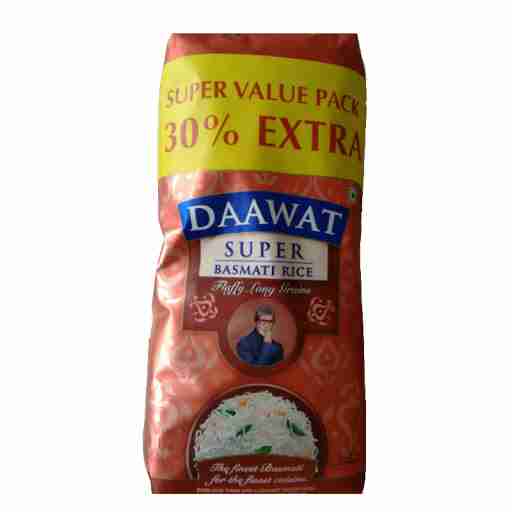 SUPER VALUE PACK
30% EXTRA
DAAWAT
SUPER
BASMATI RICE
Fluffy Long Grains
The finest Basmati
for the finest cuisine